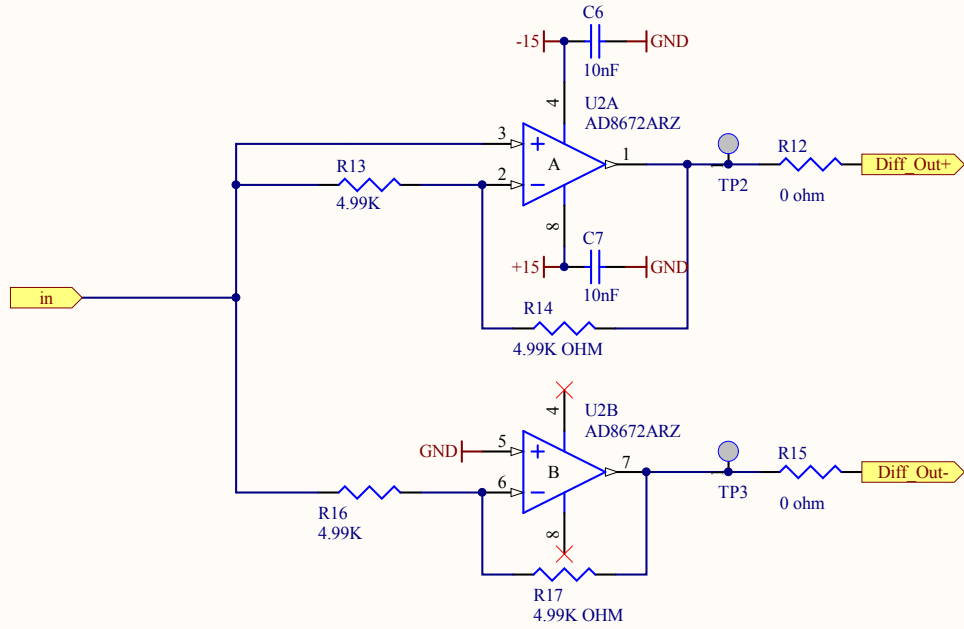 C6
-15
GND
10nF
4
U2A
AD8672ARZ
3
R13
2
4.99K
A
1
TP2
R12
0 ohm
Diff_Out+
8
C7
+15
GND
10nF
in
R14
4.99K OHM
4
U2B
AD8672ARZ
GND
5
6
B
7
TP3
R15
0 ohm
Diff_Out-
R16
4.99K
8
R17
4.99K OHM